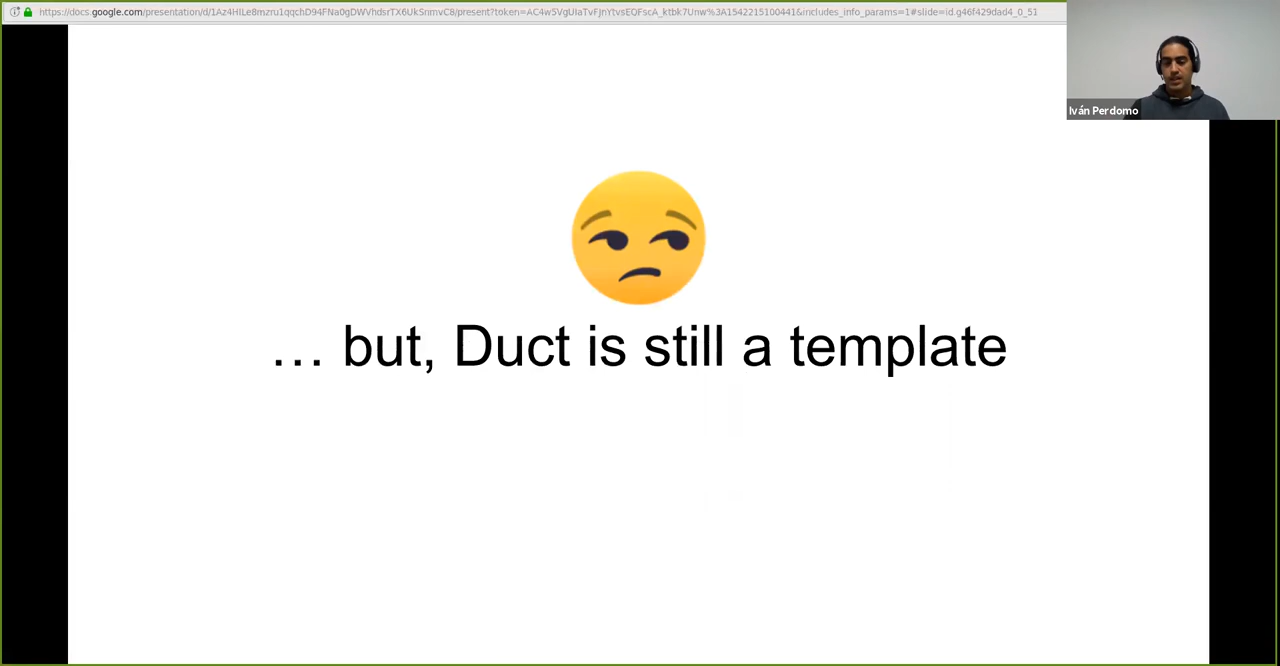 https://docs.google.com/presentation/d/1Az4HILe8mzru1qqchD94FNa0gDWVhdsrTX6UkSnmvC8/present?token=AC4w5VgUIaTvFjnYtvsEQFscA_ktbk7Unw%3A1542215100441&includes_info_params=1#slide=id.g46f429dad4_0_51
Iván Perdomo
… but, Duct is still a template